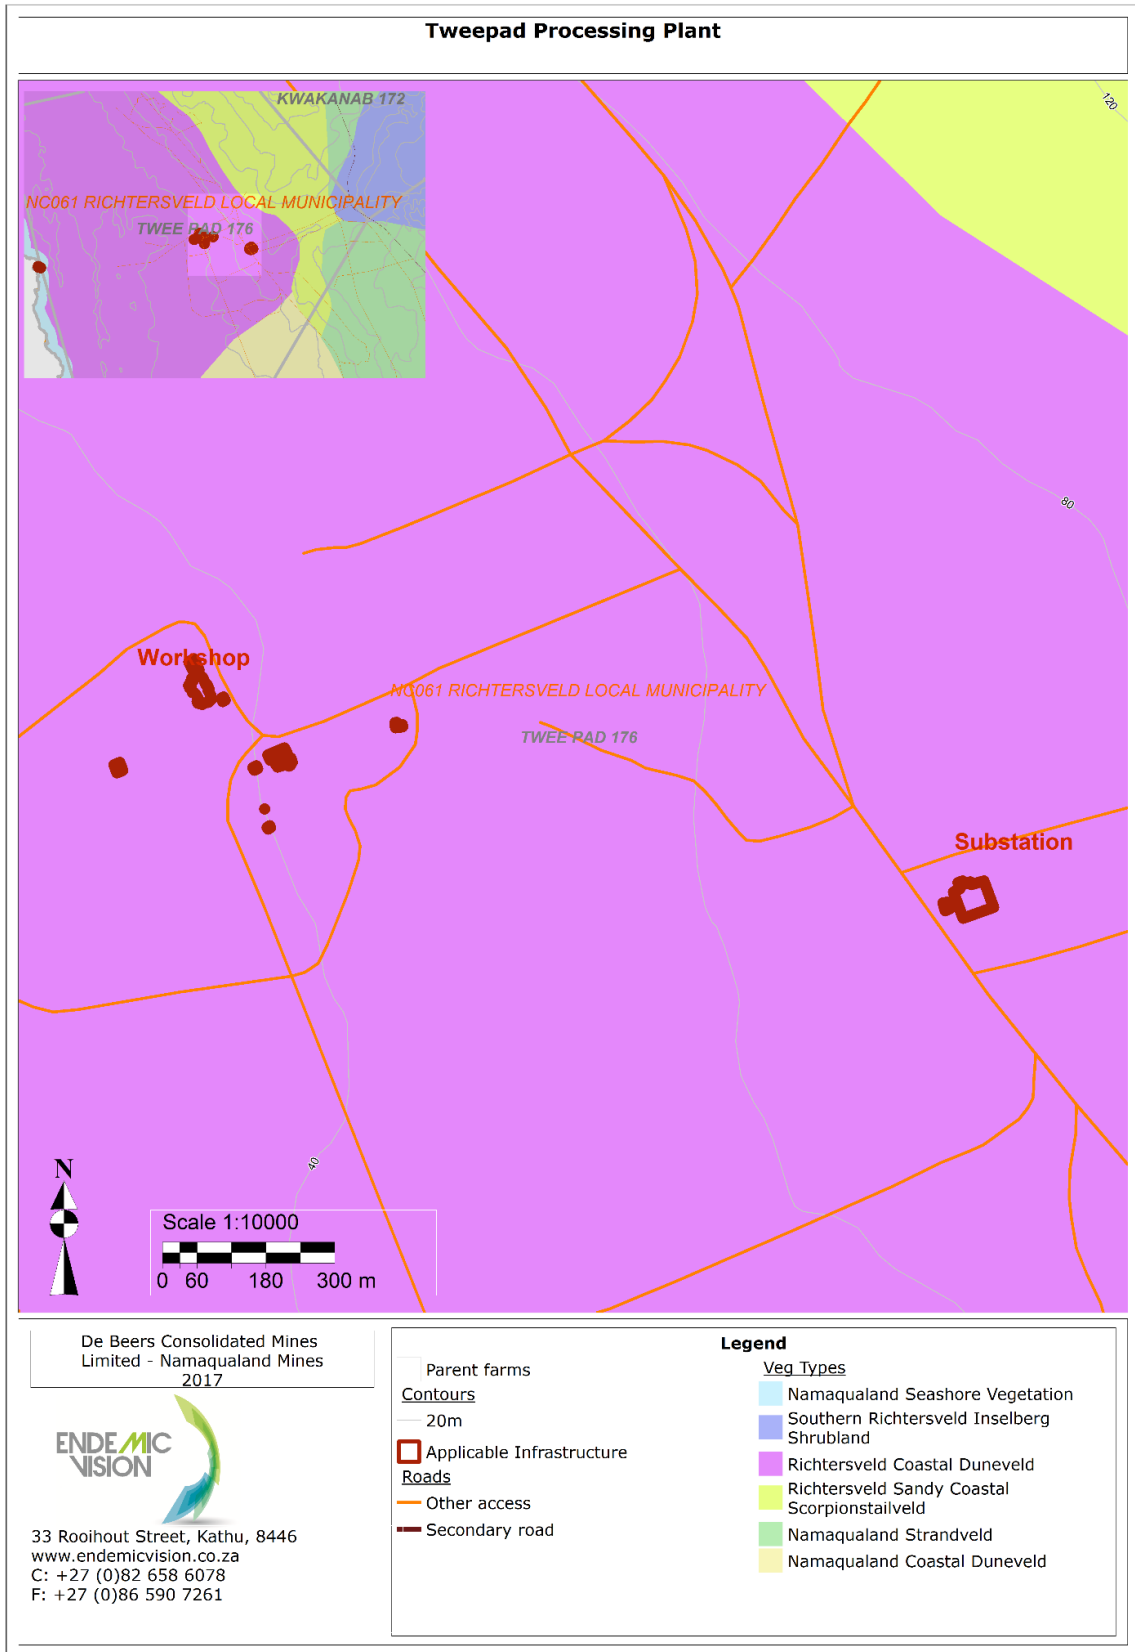 Tweepad Processing Plant
KWAKANAB 172
NC061 RICHTERSVELD LOCAL MUNICIPALITY
TWEE PAD 176
120
80
Workshop
NC061 RICHTERSVELD LOCAL MUNICIPALITY
TWEE PAD 176
Substation
40
N
Scale 1:10000
0 60 180 300 m
De Beers Consolidated Mines
Limited - Namaqualand Mines
2017
ENDEMIC
VISION
33 Rooihout Street, Kathu, 8446
www.endemicvision.co.za
C: +27 (0)82 658 6078
F: +27 (0)86 590 7261
Legend
Parent farms
Contours
20m
Applicable Infrastructure
Roads
Other access
Secondary road
Veg Types
Namaqualand Seashore Vegetation
Southern Richtersveld Inselberg
Shrubland
Richtersveld Coastal Duneveld
Richtersveld Sandy Coastal
Scorpionstailveld
Namaqualand Strandveld
Namaqualand Coastal Duneveld